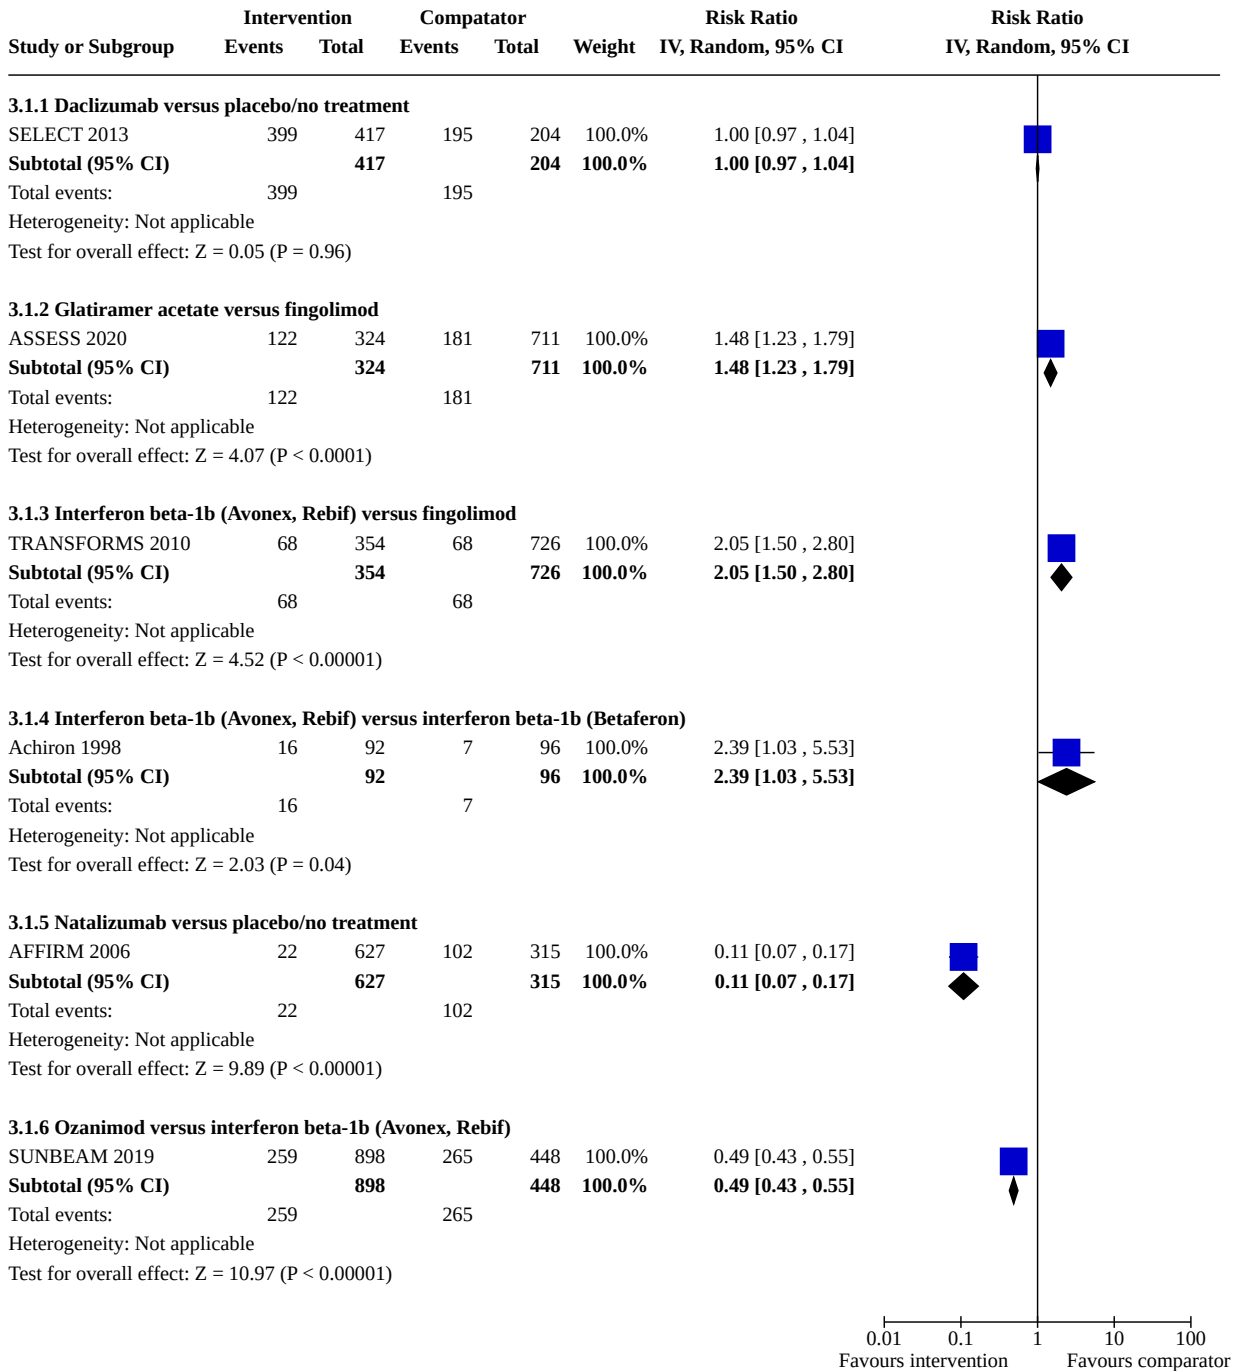 Intervention Compatator Risk Ratio Risk Ratio
Study or Subgroup Events Total Events Total Weight IV, Random, 95% CI IV, Random, 95% CI
3.1.1 Daclizumab versus placebo/no treatment
SELECT 2013 399 417 195 204 100.0% 1.00 [0.97 , 1.04]
Subtotal (95% CI) 417 204 100.0% 1.00 [0.97 , 1.04]
Total events: 399 195
Heterogeneity: Not applicable
Test for overall effect: Z = 0.05 (P = 0.96)
3.1.2 Glatiramer acetate versus fingolimod
ASSESS 2020 122 324 181 711 100.0% 1.48 [1.23 , 1.79]
Subtotal (95% CI) 324 711 100.0% 1.48 [1.23 , 1.79]
Total events: 122 181
Heterogeneity: Not applicable
Test for overall effect: Z = 4.07 (P < 0.0001)
3.1.3 Interferon beta-1b (Avonex, Rebif) versus fingolimod
TRANSFORMS 2010 68 354 68 726 100.0% 2.05 [1.50 , 2.80]
Subtotal (95% CI) 354 726 100.0% 2.05 [1.50 , 2.80]
Total events: 68 68
Heterogeneity: Not applicable
Test for overall effect: Z = 4.52 (P < 0.00001)
3.1.4 Interferon beta-1b (Avonex, Rebif) versus interferon beta-1b (Betaferon)
Achiron 1998 16 92 7 96 100.0% 2.39 [1.03 , 5.53]
Subtotal (95% CI) 92 96 100.0% 2.39 [1.03 , 5.53]
Total events: 16 7
Heterogeneity: Not applicable
Test for overall effect: Z = 2.03 (P = 0.04)
3.1.5 Natalizumab versus placebo/no treatment
AFFIRM 2006 22 627 102 315 100.0% 0.11 [0.07 , 0.17]
Subtotal (95% CI) 627 315 100.0% 0.11 [0.07 , 0.17]
Total events: 22 102
Heterogeneity: Not applicable
Test for overall effect: Z = 9.89 (P < 0.00001)
3.1.6 Ozanimod versus interferon beta-1b (Avonex, Rebif)
SUNBEAM 2019 259 898 265 448 100.0% 0.49 [0.43 , 0.55]
Subtotal (95% CI) 898 448 100.0% 0.49 [0.43 , 0.55]
Total events: 259 265
Heterogeneity: Not applicable
Test for overall effect: Z = 10.97 (P < 0.00001)
0.01 0.1 1 10 100
Favours intervention Favours comparator